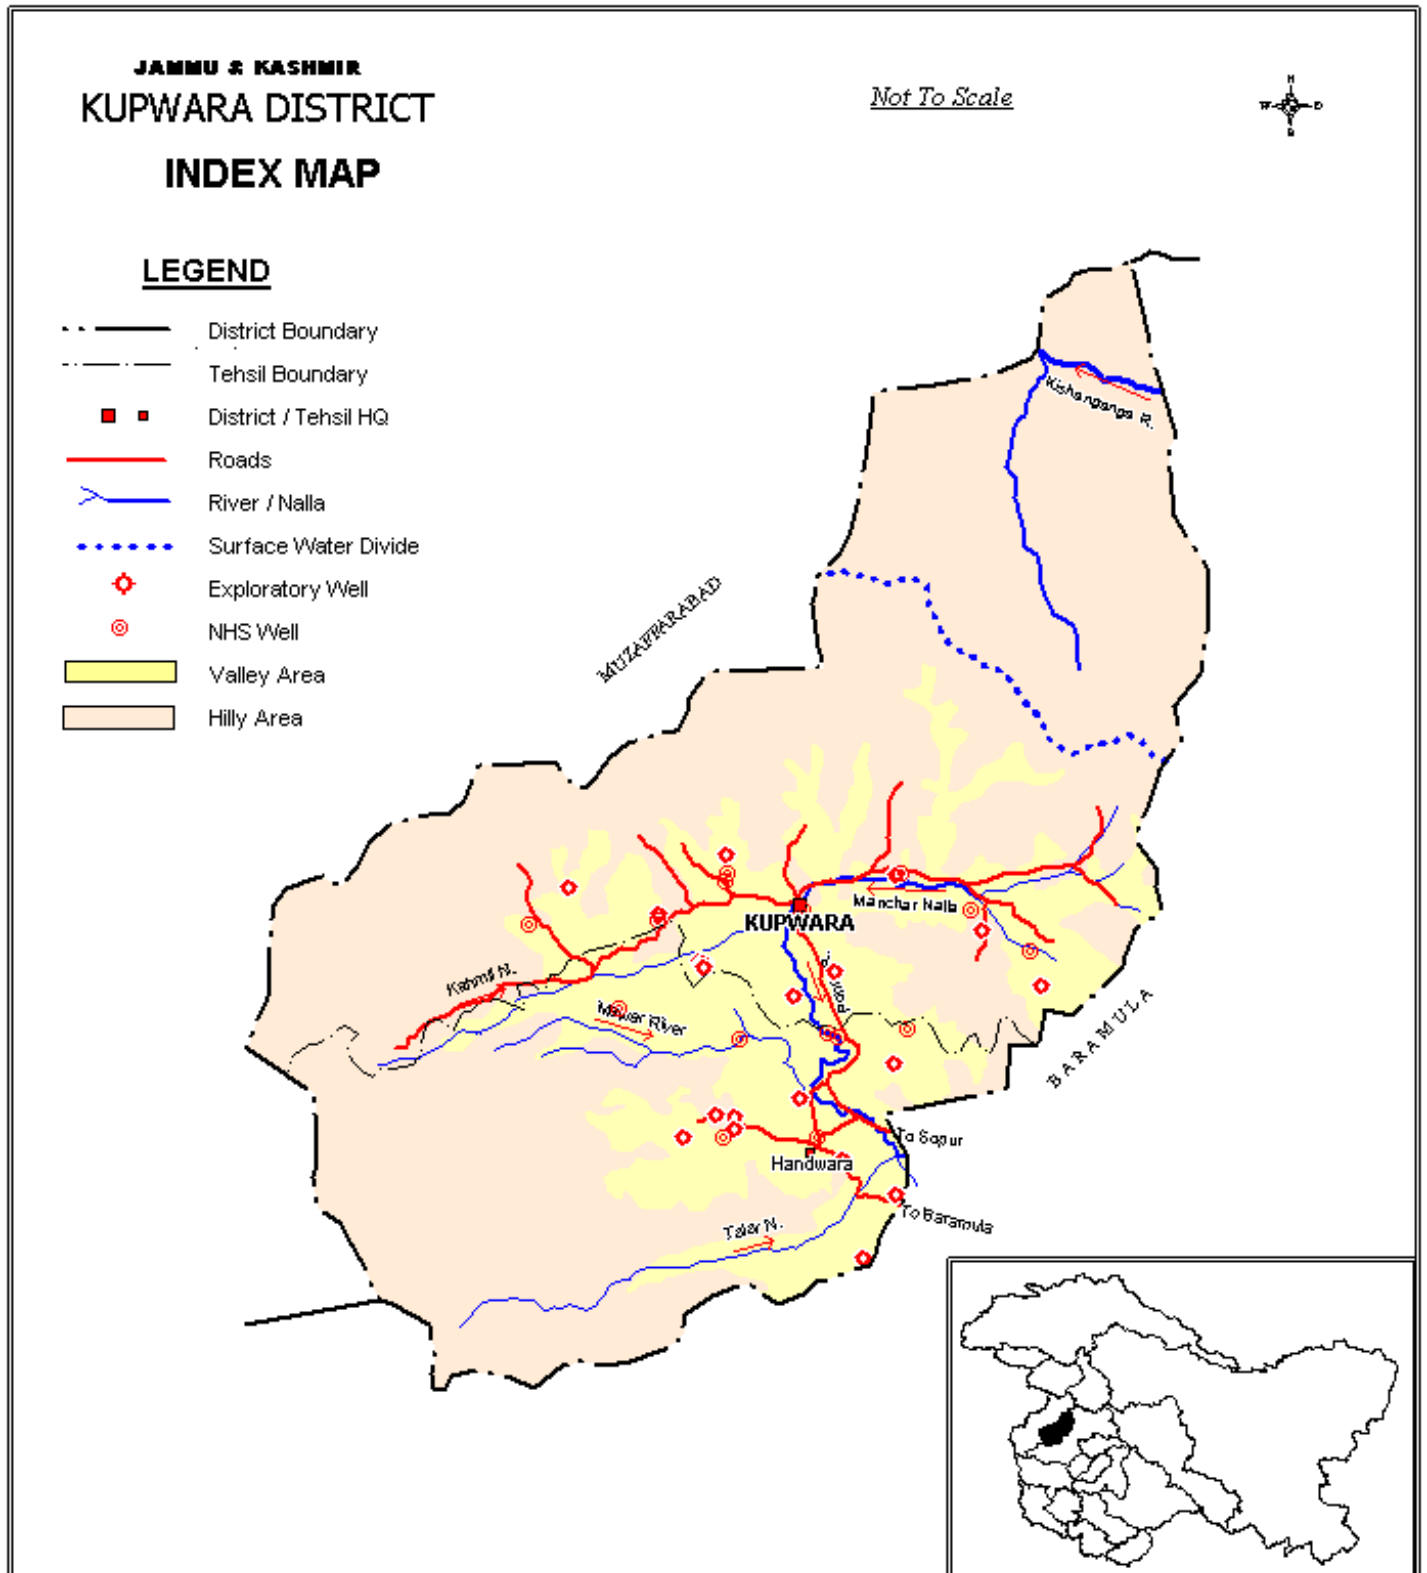 JAMMU & KASHMIR
KUPWARA DISTRICT
INDEX MAP
Not To Scale
N
W
S
LEGEND
District Boundary
Tehsil Boundary
District / Tehsil HQ
Roads
River / Nalla
Surface Water Divide
Exploratory Well
NHS Well
Valley Area
Hilly Area
Kishanganga R.
MUZAFFARABAD
Manchar Nalla
KUPWARA
Kahmil N.
Mawar River
BARAMULA
To Sopur
Handwara
To Baramula
Talar N.